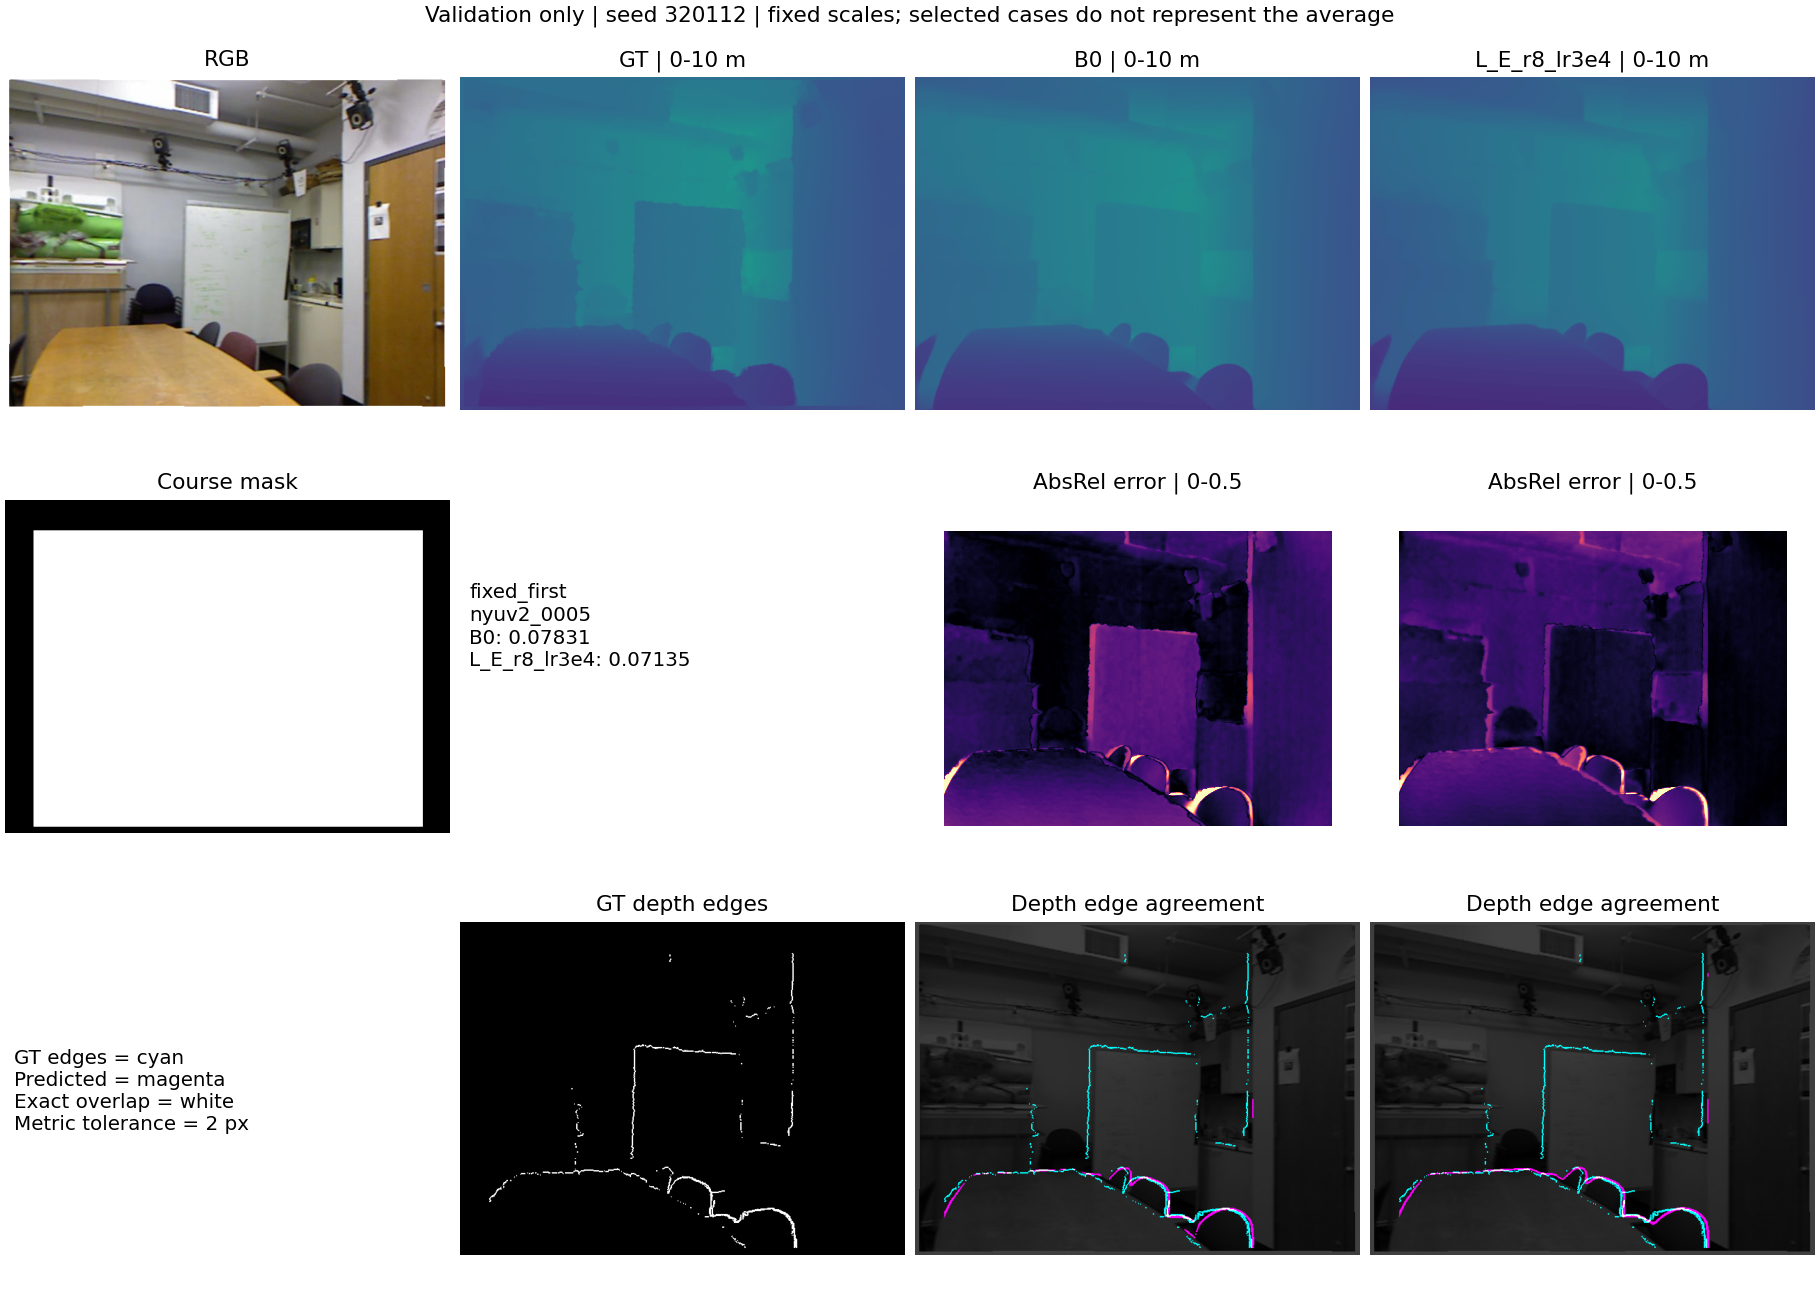 Validation only | seed 320112 | fixed scales; selected cases do not represent the average
RGB
GT | 0-10 m
B0 | 0-10 m
L_E_r8_lr3e4 | 0-10 m
Course mask
AbsRel error | 0-0.5
AbsRel error | 0-0.5
fixed_first
nyuv2_0005
B0: 0.07831
L_E_r8_lr3e4: 0.07135
GT depth edges
Depth edge agreement
Depth edge agreement
GT edges = cyan
Predicted = magenta
Exact overlap = white
Metric tolerance = 2 px